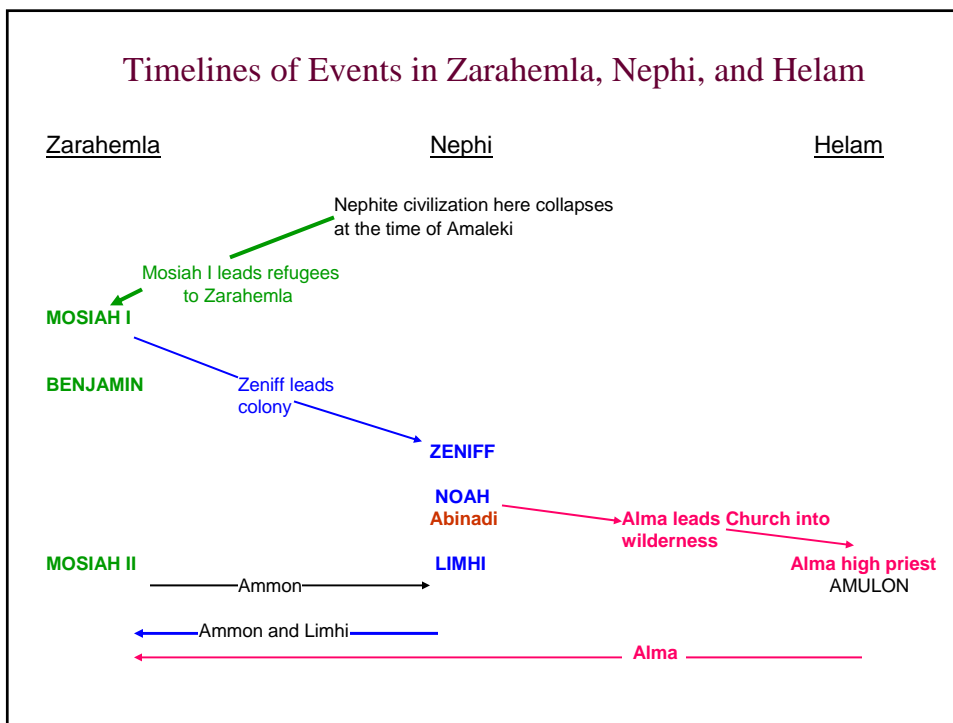 Timelines of Events in Zarahemla, Nephi, and Helam
Zarahemla Nephi Helam
Nephite civilization here collapses
at the time of Amaleki
Mosiah I leads refugees
to Zarahemla
MOSIAH I
BENJAMIN
Zeniff leads
colony
ZENIFF
NOAH
Abinadi
Alma leads Church into
wilderness
MOSIAH II LIMHI Alma high priest
Ammon AMULON
Ammon and Limhi
Alma